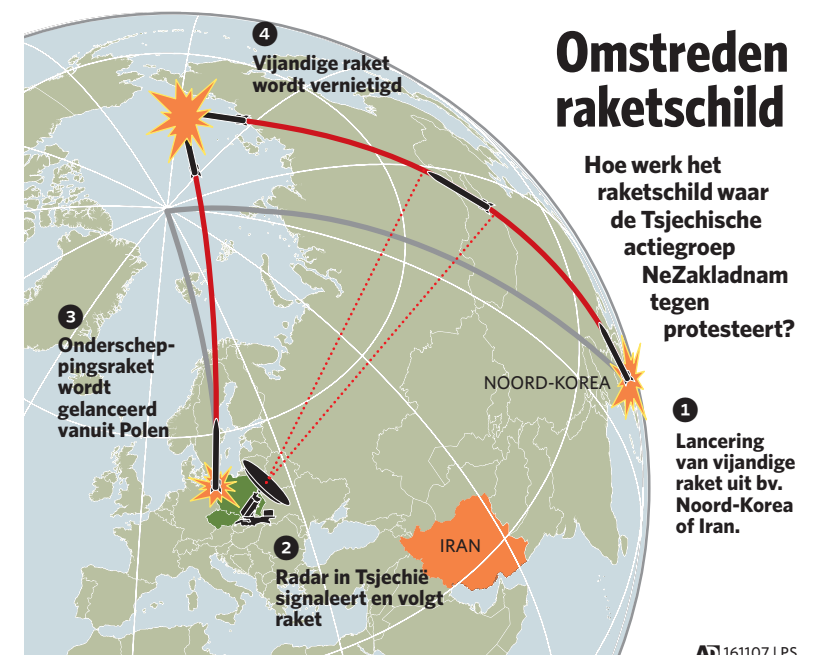 Omstreden
raketschild
Hoe werk het
raketschild waar
de Tsjechische
actiegroep
NeZakladnam
tegen
protesteert?
1
Lancering
van vijandige
raket uit bv.
Noord-Korea
of Iran.
2
Radar in Tsjechië
signaleert en volgt
raket
3
Onderschep-
pingsraket
wordt
gelanceerd
vanuit Polen
4
Vijandige raket
wordt vernietigd
NOORD-KOREA
IRAN
AD 161107 LPS